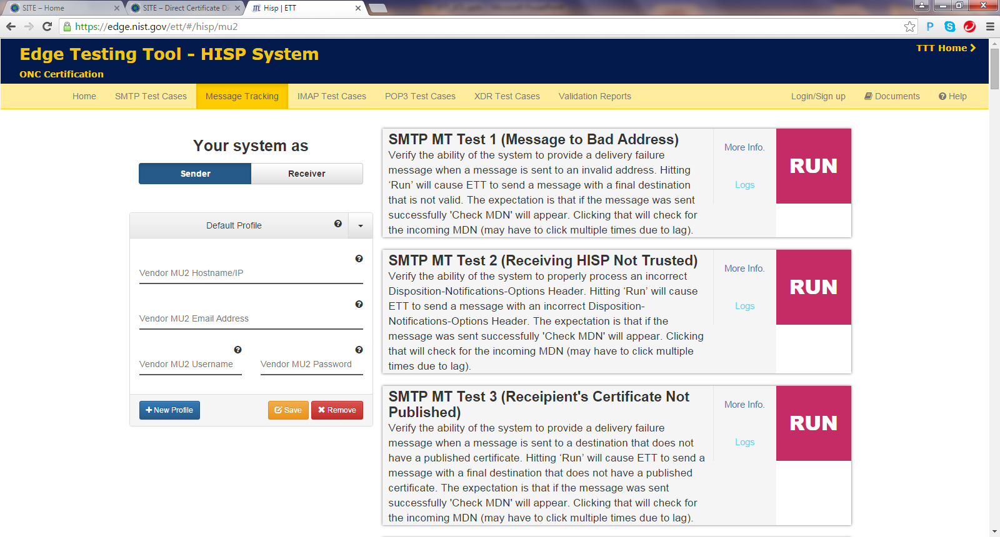 SITE – Home
SITE – Direct Certificate Di
Hisp | ETT
https://edge.nist.gov/ett/#/hisp/mu2
Edge Testing Tool - HISP System
TTT Home
ONC Certification
Home
SMTP Test Cases
Message Tracking
IMAP Test Cases
POP3 Test Cases
XDR Test Cases
Validation Reports
Login/Sign up
Documents
Help
Your system as
Sender
Receiver
Default Profile
Vendor MU2 Hostname/IP
Vendor MU2 Email Address
Vendor MU2 Username
Vendor MU2 Password
New Profile
Save
Remove
SMTP MT Test 1 (Message to Bad Address)
Verify the ability of the system to provide a delivery failure
message when a message is sent to an invalid address. Hitting
‘Run’ will cause ETT to send a message with a final destination
that is not valid. The expectation is that if the message was sent
successfully 'Check MDN' will appear. Clicking that will check for
the incoming MDN (may have to click multiple times due to lag).
More Info.
Logs
RUN
SMTP MT Test 2 (Receiving HISP Not Trusted)
Verify the ability of the system to properly process an incorrect
Disposition-Notifications-Options Header. Hitting ‘Run’ will cause
ETT to send a message with an incorrect Disposition-
Notifications-Options Header. The expectation is that if the
message was sent successfully 'Check MDN' will appear. Clicking
that will check for the incoming MDN (may have to click multiple
times due to lag).
More Info.
Logs
RUN
SMTP MT Test 3 (Receipient's Certificate Not
Published)
Verify the ability of the system to provide a delivery failure
message when a message is sent to a destination that does not
have a published certificate. Hitting ‘Run’ will cause ETT to send a
message with a final destination that does not have a published
certificate. The expectation is that if the message was sent
successfully 'Check MDN' will appear. Clicking that will check for
the incoming MDN (may have to click multiple times due to lag).
More Info.
Logs
RUN